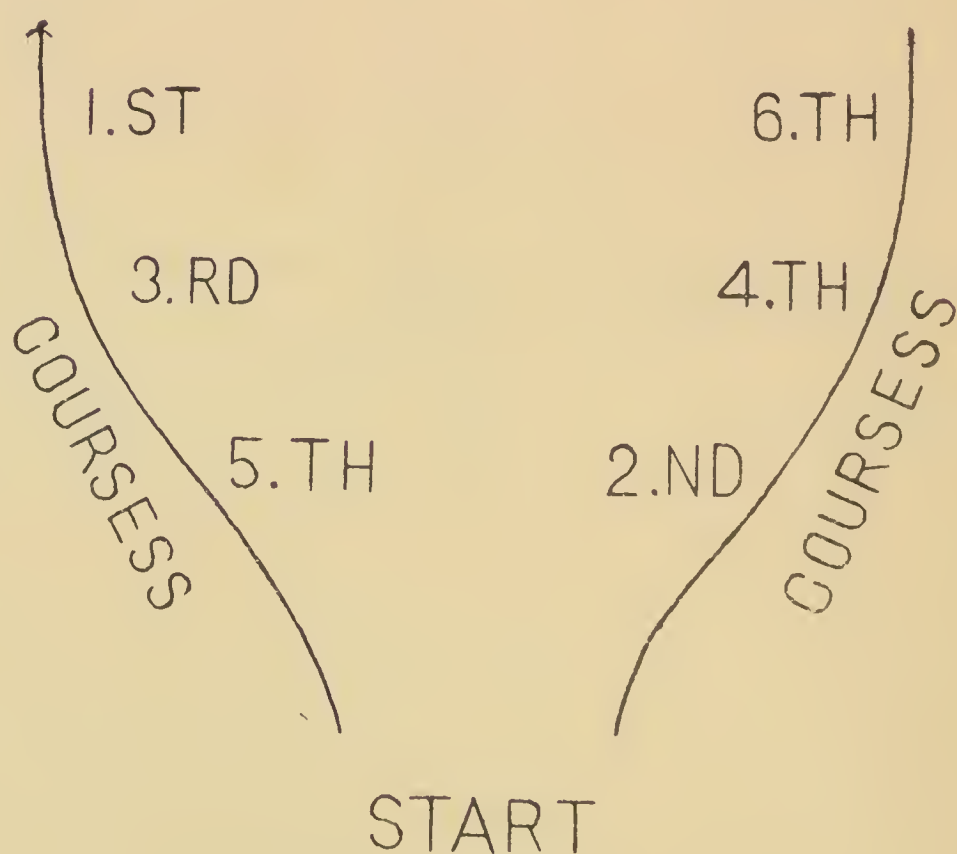 1.ST
3.RD
5.TH
COURSESS
6.TH
4.TH
2.ND
COURSESS
START